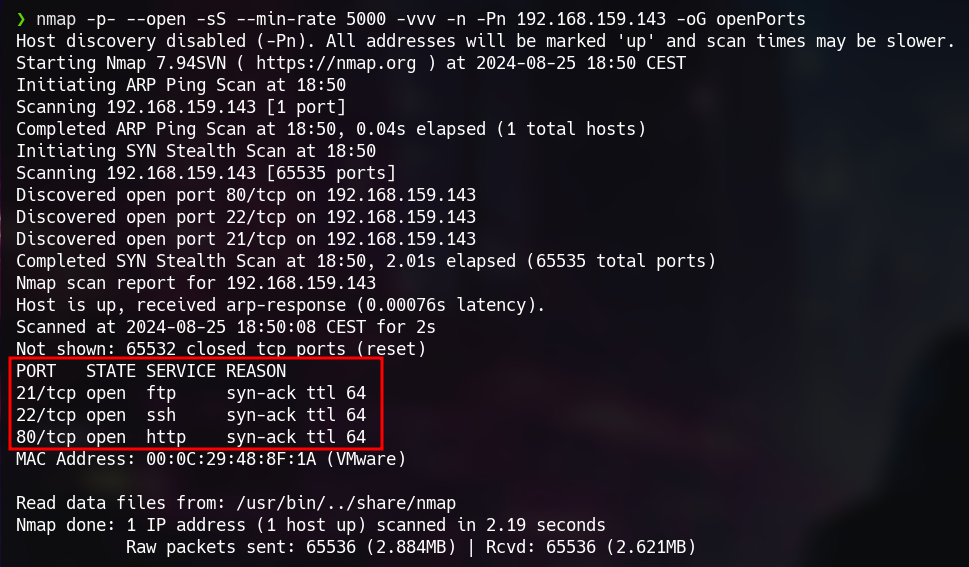 ❯ nmap -p- --open -sS --min-rate 5000 -vvv -n -Pn 192.168.159.143 -oG openPorts
Host discovery disabled (-Pn). All addresses will be marked 'up' and scan times may be slower.
Starting Nmap 7.94SVN ( https://nmap.org ) at 2024-08-25 18:50 CEST
Initiating ARP Ping Scan at 18:50
Scanning 192.168.159.143 [1 port]
Completed ARP Ping Scan at 18:50, 0.04s elapsed (1 total hosts)
Initiating SYN Stealth Scan at 18:50
Scanning 192.168.159.143 [65535 ports]
Discovered open port 80/tcp on 192.168.159.143
Discovered open port 22/tcp on 192.168.159.143
Discovered open port 21/tcp on 192.168.159.143
Completed SYN Stealth Scan at 18:50, 2.01s elapsed (65535 total ports)
Nmap scan report for 192.168.159.143
Host is up, received arp-response (0.00076s latency).
Scanned at 2024-08-25 18:50:08 CEST for 2s
Not shown: 65532 closed tcp ports (reset)
PORT   STATE SERVICE REASON
21/tcp open  ftp     syn-ack ttl 64
22/tcp open  ssh     syn-ack ttl 64
80/tcp open  http    syn-ack ttl 64
MAC Address: 00:0C:29:48:8F:1A (VMware)
Read data files from: /usr/bin/../share/nmap
Nmap done: 1 IP address (1 host up) scanned in 2.19 seconds
           Raw packets sent: 65536 (2.884MB) | Rcvd: 65536 (2.621MB)